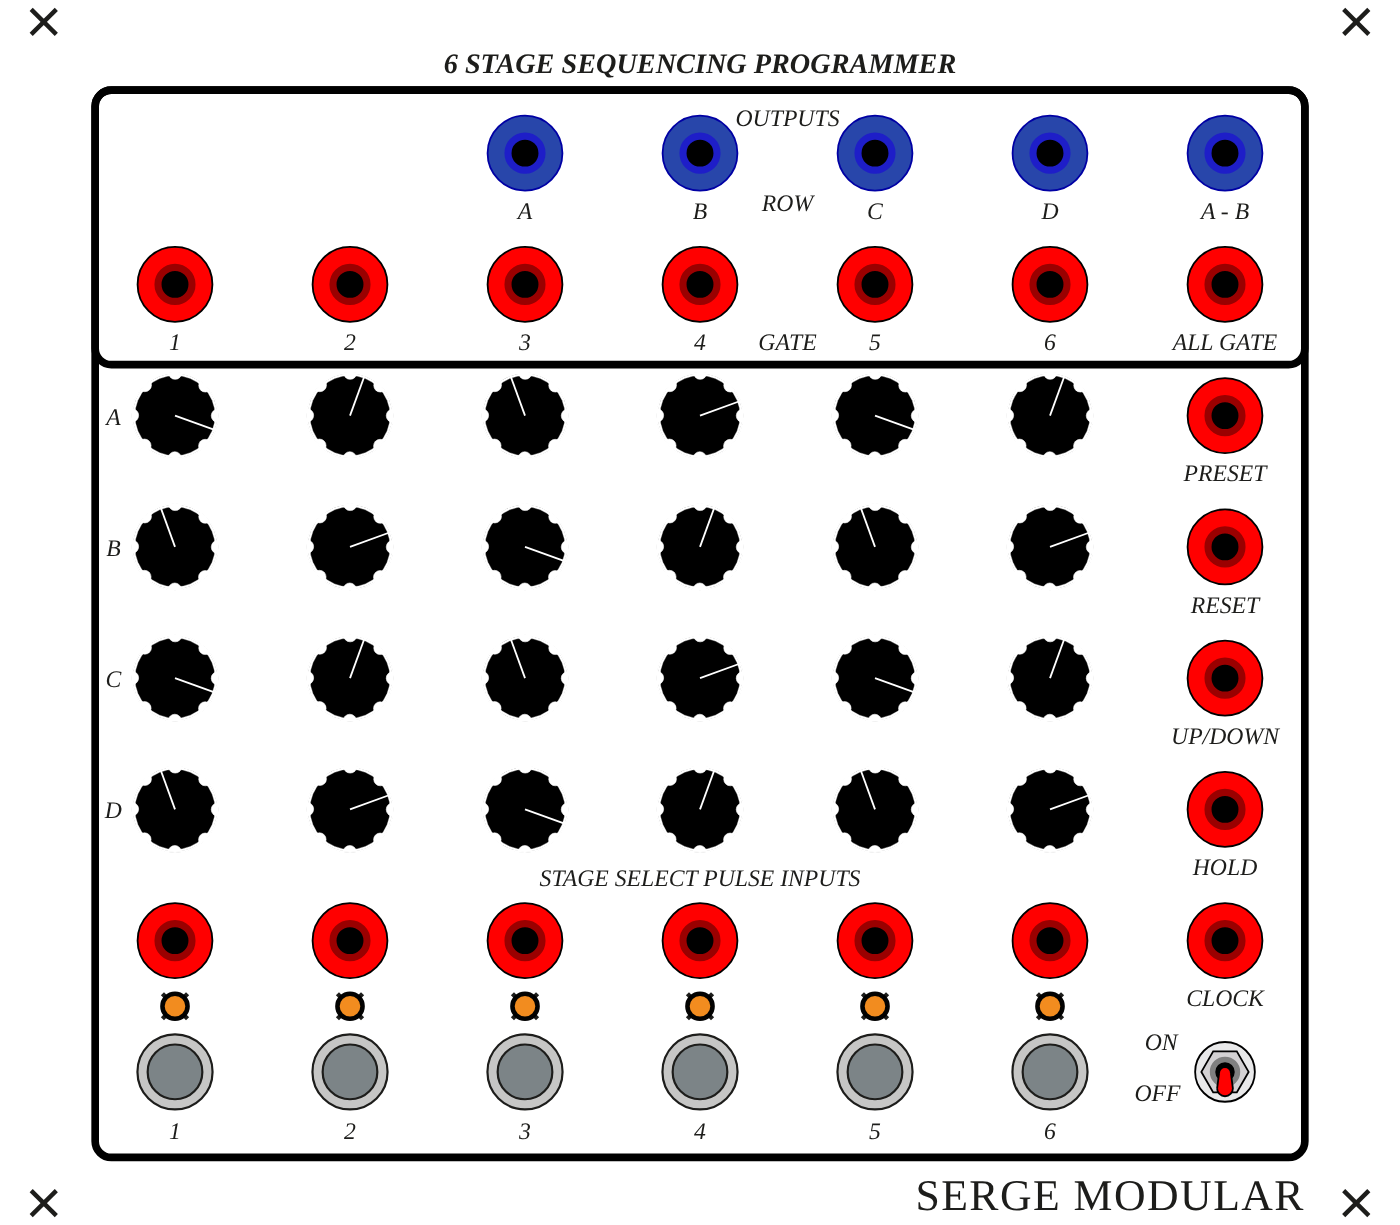 6 STAGE SEQUENCING PROGRAMMER
OUTPUTS
A B ROW C D A - B
1 2 3 4 GATE 5 6 ALL GATE
A
PRESET
B
RESET
C
UP/DOWN
D
HOLD
STAGE SELECT PULSE INPUTS
CLOCK
ON
OFF
1 2 3 4 5 6
SERGE MODULAR